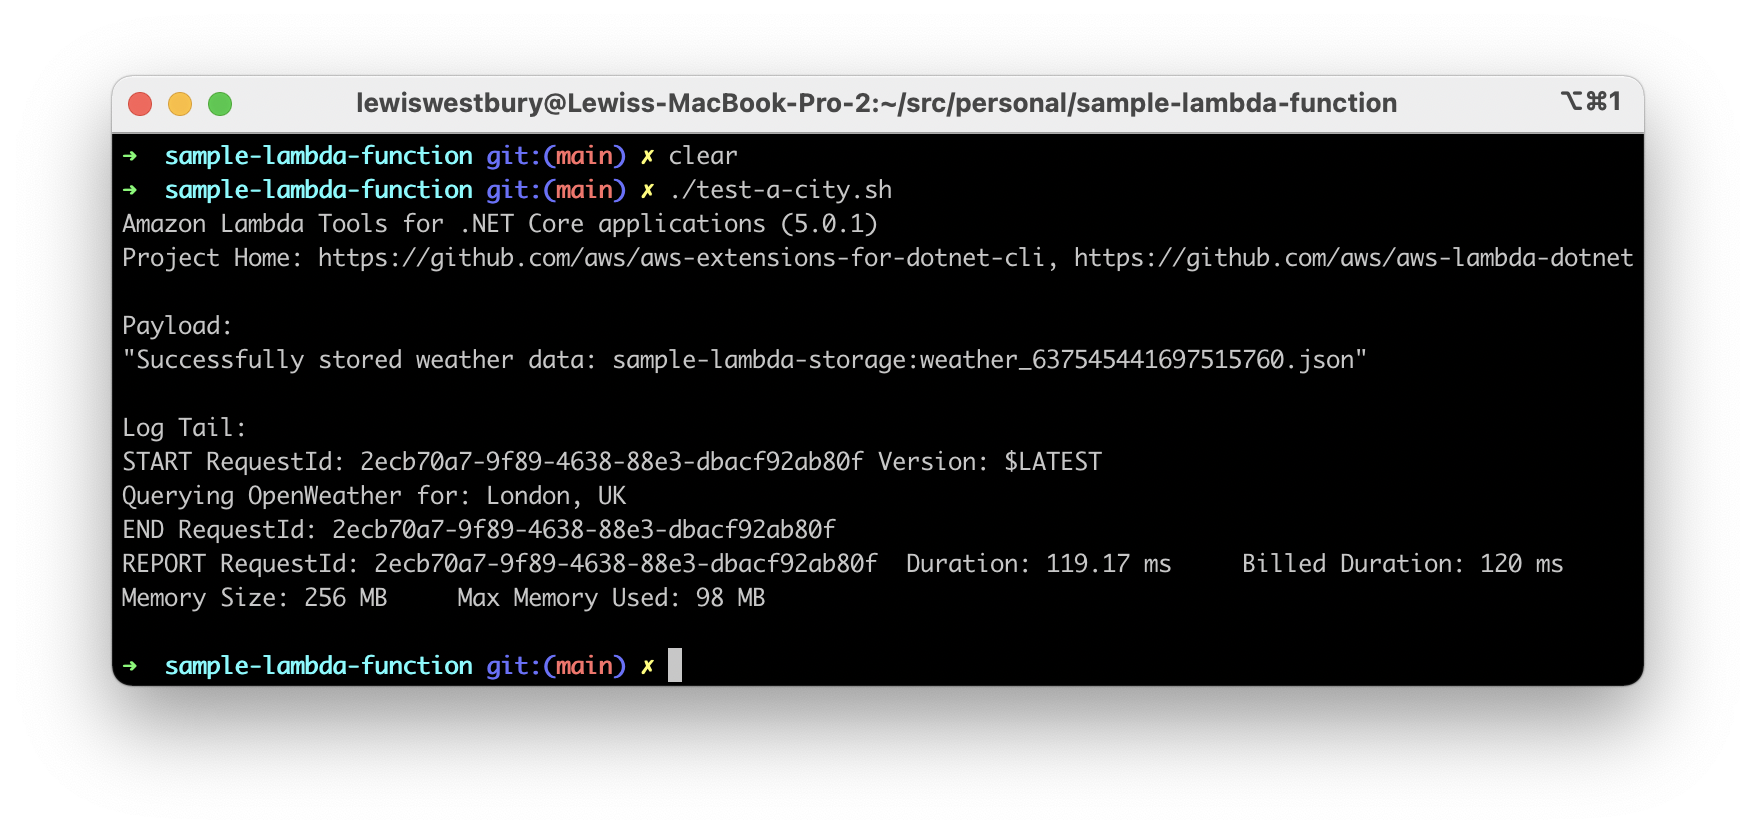 lewiswestbury@Lewiss-MacBook-Pro-2:~/src/personal/sample-lambda-function ⌥⌘1
➜ sample-lambda-function git:(main) ✗ clear
➜ sample-lambda-function git:(main) ✗ ./test-a-city.sh
Amazon Lambda Tools for .NET Core applications (5.0.1)
Project Home: https://github.com/aws/aws-extensions-for-dotnet-cli, https://github.com/aws/aws-lambda-dotnet
Payload:
"Successfully stored weather data: sample-lambda-storage:weather_637545441697515760.json"
Log Tail:
START RequestId: 2ecb70a7-9f89-4638-88e3-dbacf92ab80f Version: $LATEST
Querying OpenWeather for: London, UK
END RequestId: 2ecb70a7-9f89-4638-88e3-dbacf92ab80f
REPORT RequestId: 2ecb70a7-9f89-4638-88e3-dbacf92ab80f Duration: 119.17 ms Billed Duration: 120 ms
Memory Size: 256 MB Max Memory Used: 98 MB
➜ sample-lambda-function git:(main) ✗